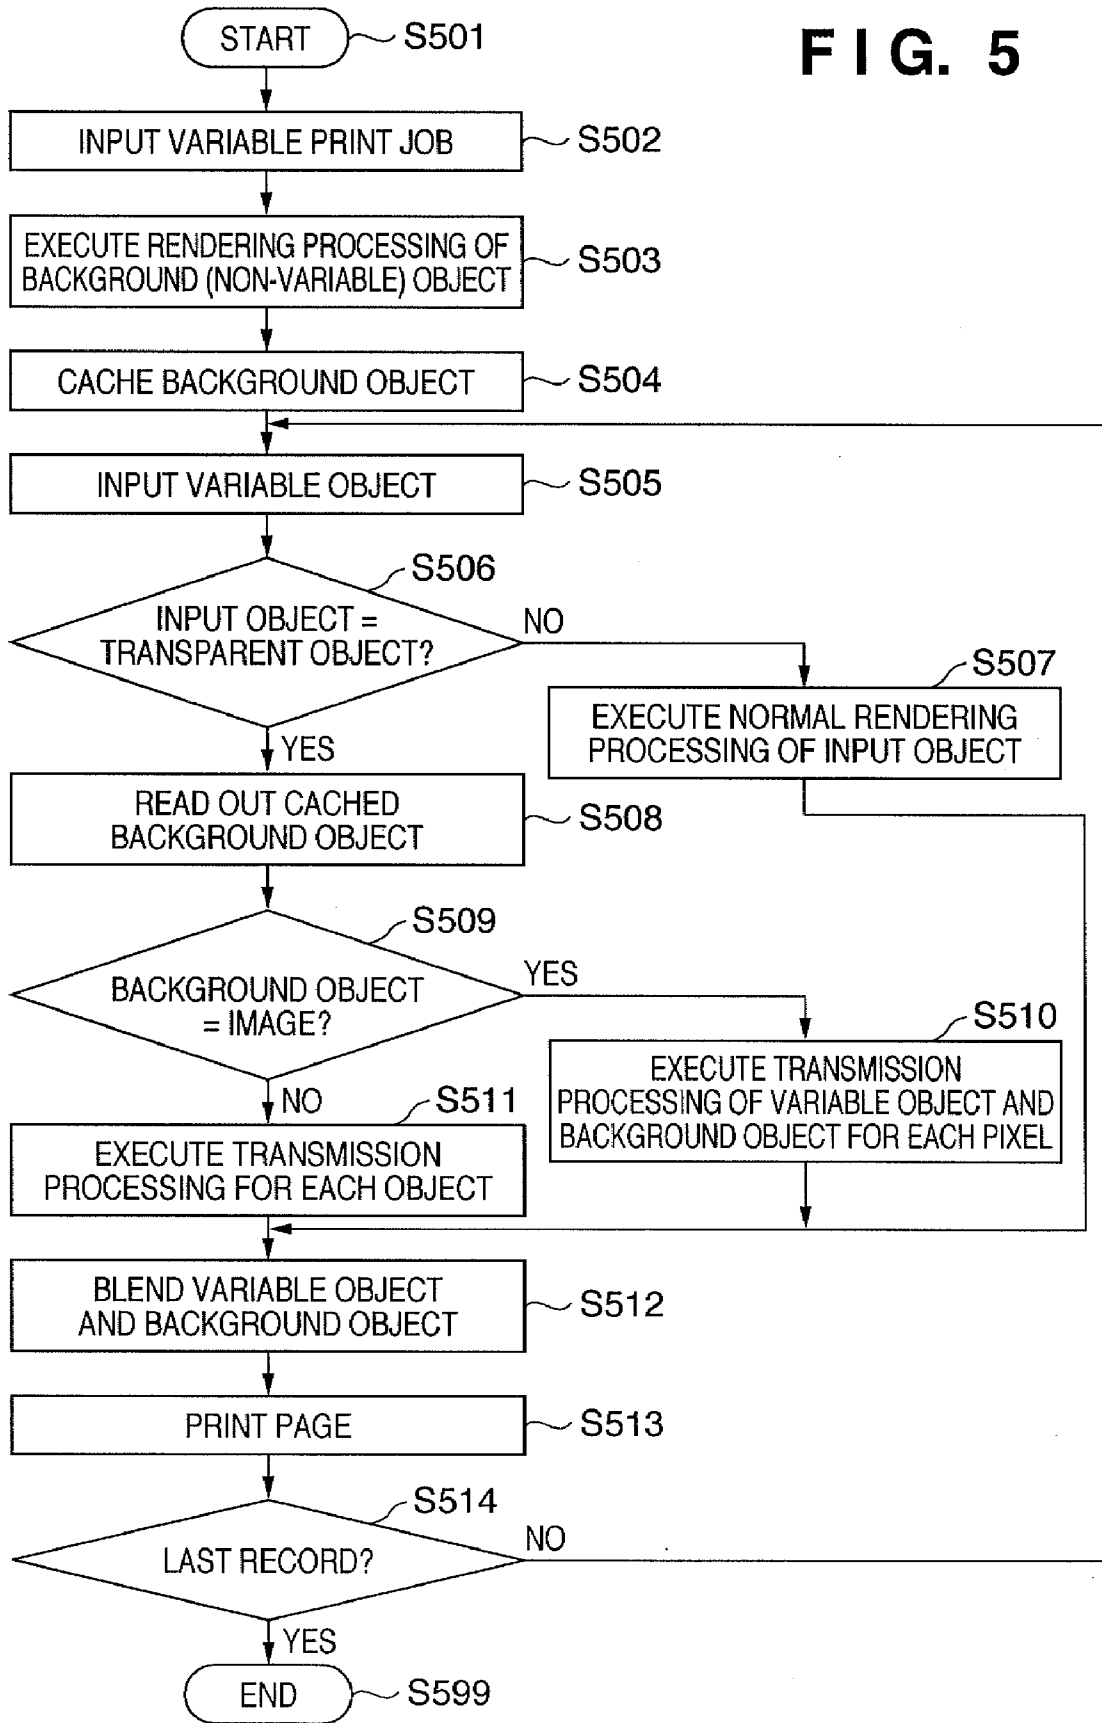 START
S501
FIG. 5
INPUT VARIABLE PRINT JOB
S502
EXECUTE RENDERING PROCESSING OF
BACKGROUND (NON-VARIABLE) OBJECT
S503
CACHE BACKGROUND OBJECT
S504
INPUT VARIABLE OBJECT
S505
S506
INPUT OBJECT =
TRANSPARENT OBJECT?
NO
S507
EXECUTE NORMAL RENDERING
PROCESSING OF INPUT OBJECT
YES
READ OUT CACHED
BACKGROUND OBJECT
S508
S509
BACKGROUND OBJECT
= IMAGE?
YES
S510
EXECUTE TRANSMISSION
PROCESSING OF VARIABLE OBJECT AND
BACKGROUND OBJECT FOR EACH PIXEL
NO
S511
EXECUTE TRANSMISSION
PROCESSING FOR EACH OBJECT
BLEND VARIABLE OBJECT
AND BACKGROUND OBJECT
S512
PRINT PAGE
S513
S514
LAST RECORD?
NO
YES
END
S599